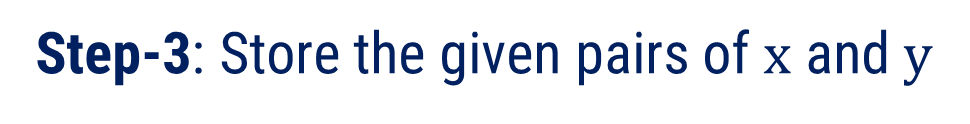 Step-3: Store the given pairs of x and y